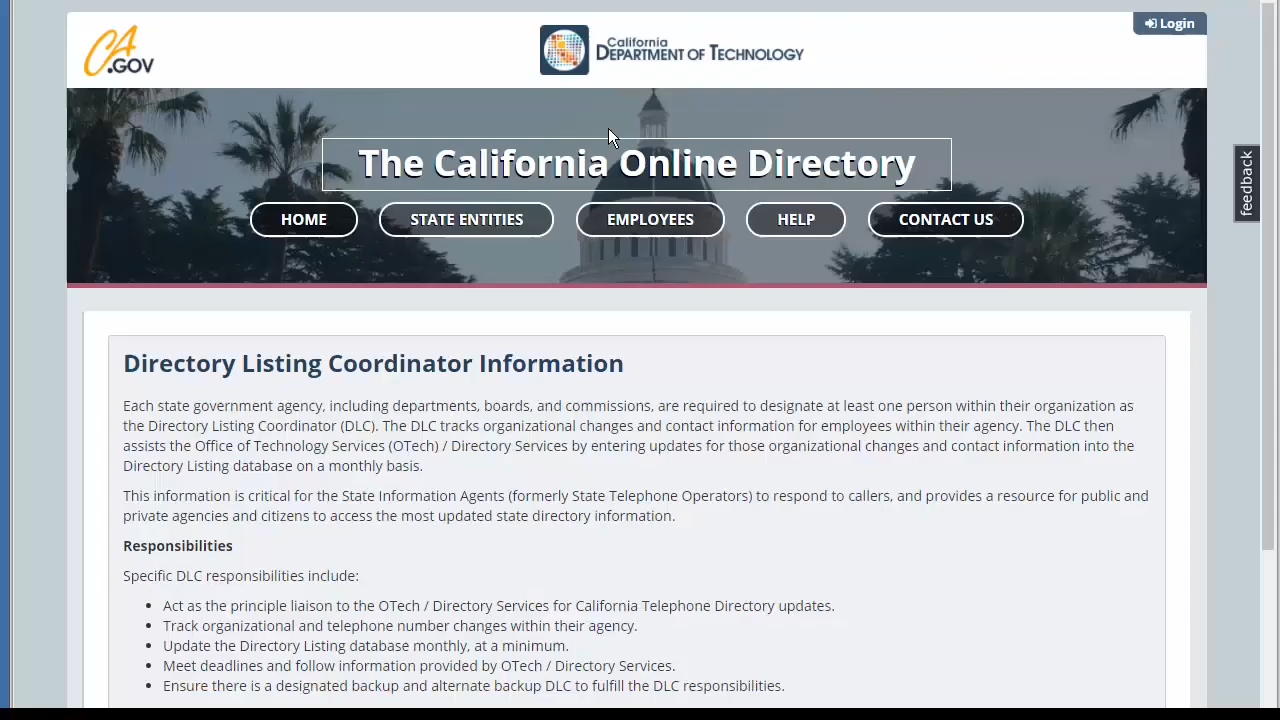 Login
CA
.GOV
California
DEPARTMENT OF TECHNOLOGY
The California Online Directory
HOME STATE ENTITIES EMPLOYEES HELP CONTACT US
feedback
Directory Listing Coordinator Information
Each state government agency, including departments, boards, and commissions, are required to designate at least one person within their organization as
the Directory Listing Coordinator (DLC). The DLC tracks organizational changes and contact information for employees within their agency. The DLC then
assists the Office of Technology Services (OTech) / Directory Services by entering updates for those organizational changes and contact information into the
Directory Listing database on a monthly basis.
This information is critical for the State Information Agents (formerly State Telephone Operators) to respond to callers, and provides a resource for public and
private agencies and citizens to access the most updated state directory information.
Responsibilities
Specific DLC responsibilities include:
• Act as the principle liaison to the OTech / Directory Services for California Telephone Directory updates.
• Track organizational and telephone number changes within their agency.
• Update the Directory Listing database monthly, at a minimum.
• Meet deadlines and follow information provided by OTech / Directory Services.
• Ensure there is a designated backup and alternate backup DLC to fulfill the DLC responsibilities.